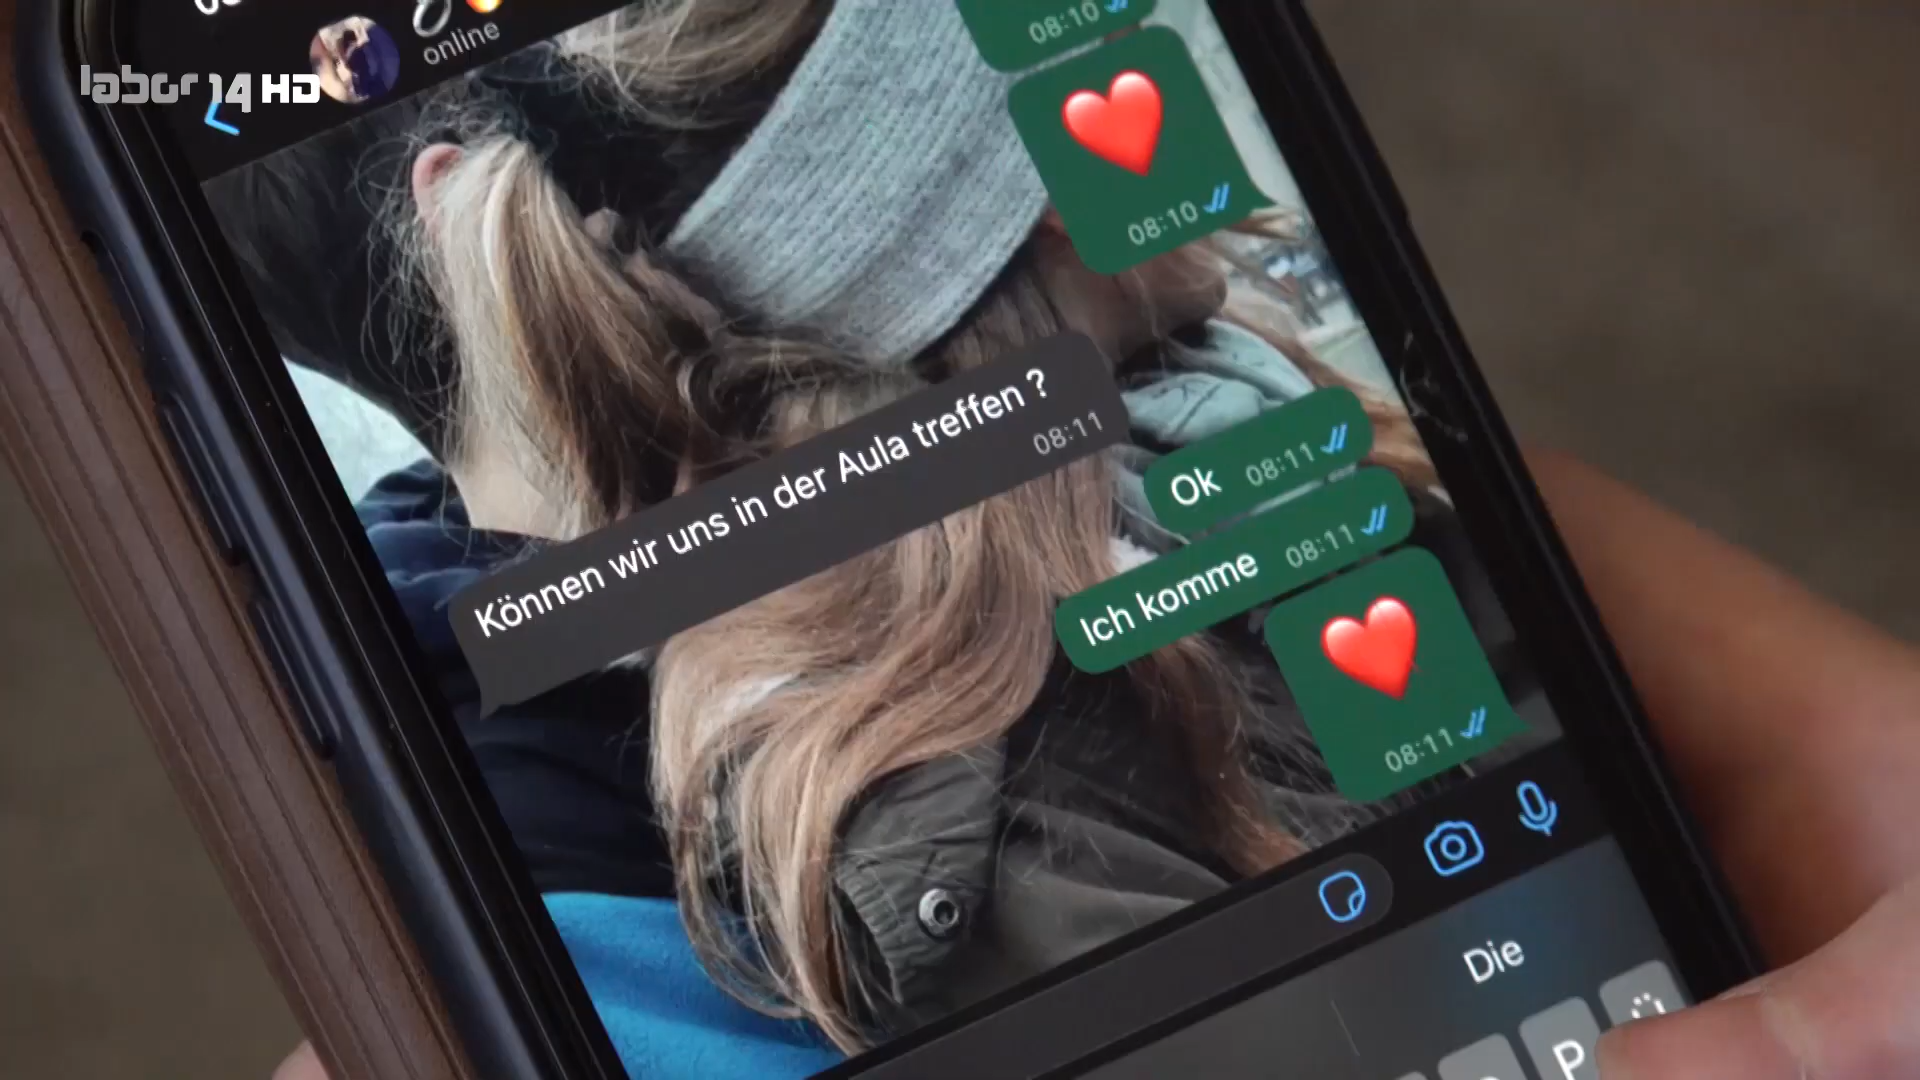 labor 14 HD
online
08:10
08:10
Können wir uns in der Aula treffen ?
08:11
Ok 08:11
Ich komme 08:11
08:11
Die
P Ü